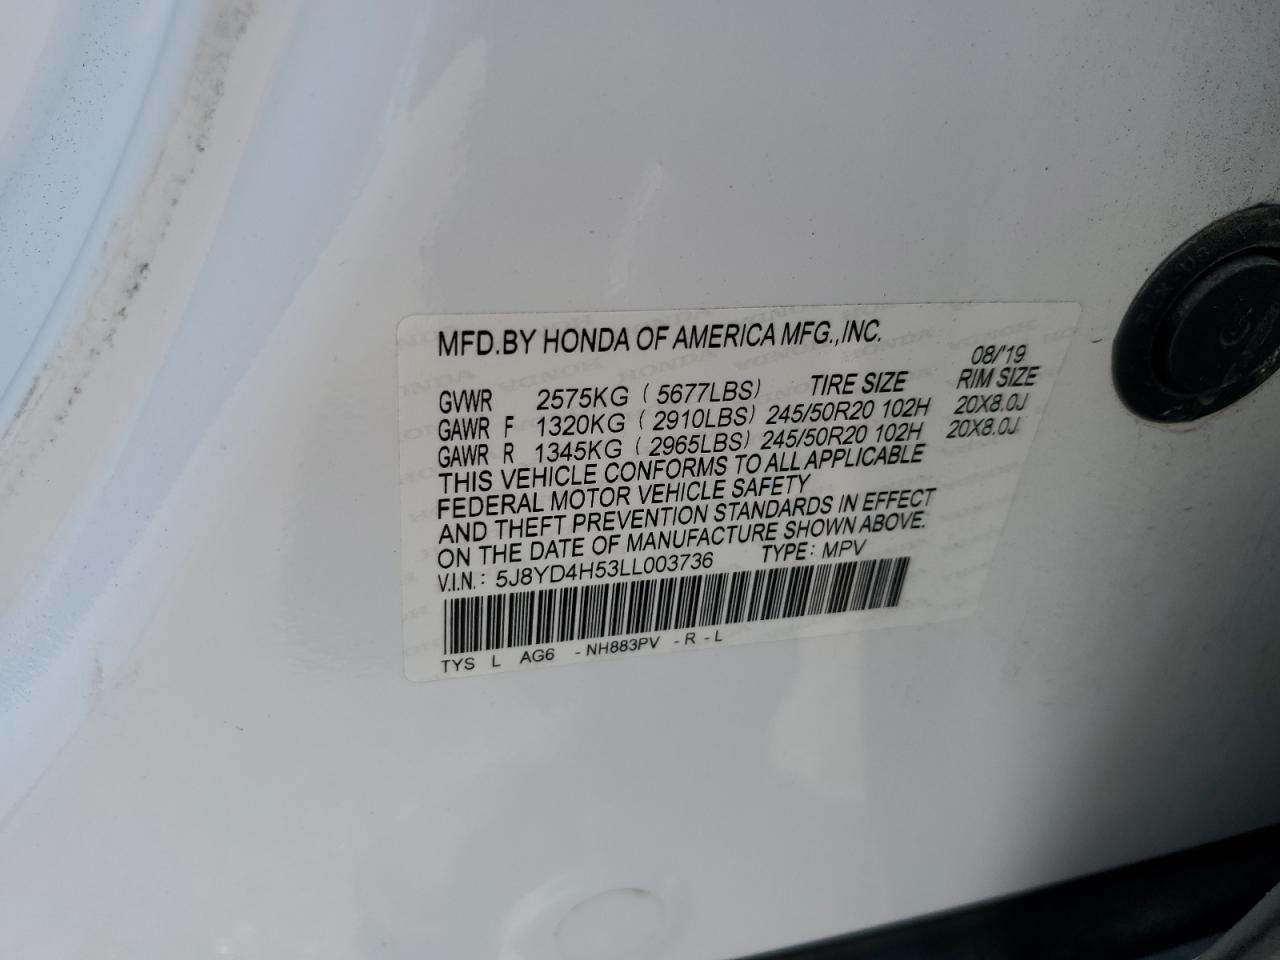 MFD.BY HONDA OF AMERICA MFG.,INC.
08/'19
GVWR 2575KG ( 5677LBS) TIRE SIZE RIM SIZE
GAWR F 1320KG ( 2910LBS) 245/50R20 102H 20X8.0J
GAWR R 1345KG ( 2965LBS) 245/50R20 102H 20X8.0J
THIS VEHICLE CONFORMS TO ALL APPLICABLE
FEDERAL MOTOR VEHICLE SAFETY
AND THEFT PREVENTION STANDARDS IN EFFECT
ON THE DATE OF MANUFACTURE SHOWN ABOVE.
V.I.N.: 5J8YD4H53LL003736 TYPE: MPV
TYS L AG6 -NH883PV -R-L